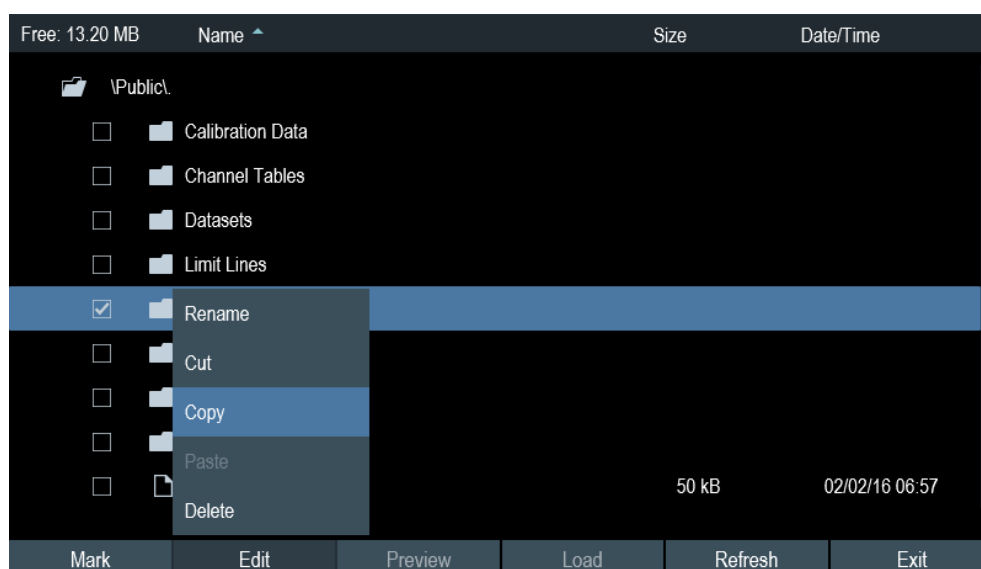 Free: 13.20 MB Name Size Date/Time
\Public\.
Calibration Data
Channel Tables
Datasets
Limit Lines
Rename
Cut
Copy
Paste
50 kB 02/02/16 06:57
Delete
Mark Edit Preview Load Refresh Exit